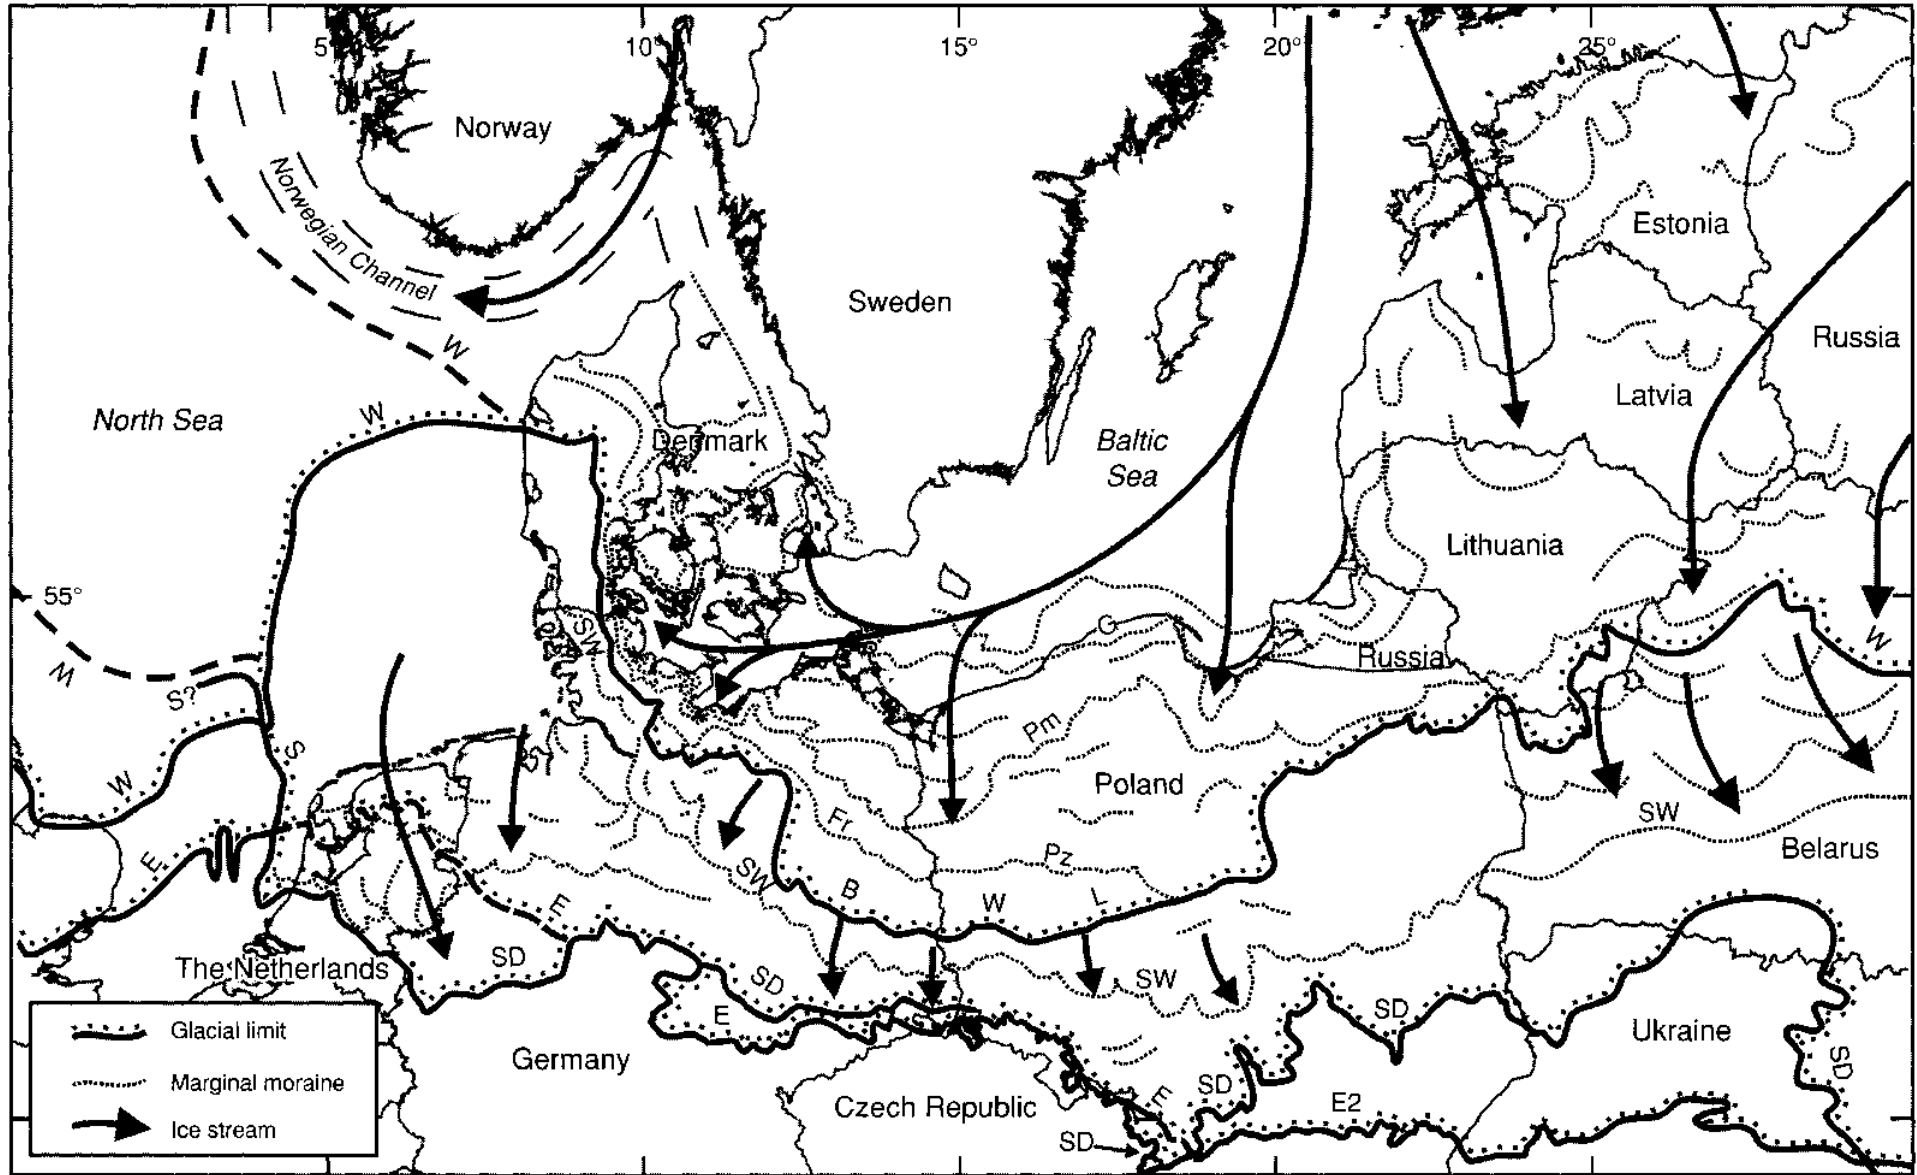 5°
10°
15°
20°
25°
Norway
Norwegian Channel
Estonia
Sweden
Russia
W
North Sea
W
Denmark
Baltic
Sea
Latvia
Lithuania
55°
SW
G
Russia
W
W
S?
S
Pm
Poland
W
Fr
SW
Belarus
E
SW
Pz
B
W
L
E
SD
The Netherlands
SD
SW
E
SD
Ukraine
Glacial limit
Marginal moraine
Ice stream
Germany
Czech Republic
SD
E
E2
SD
SD